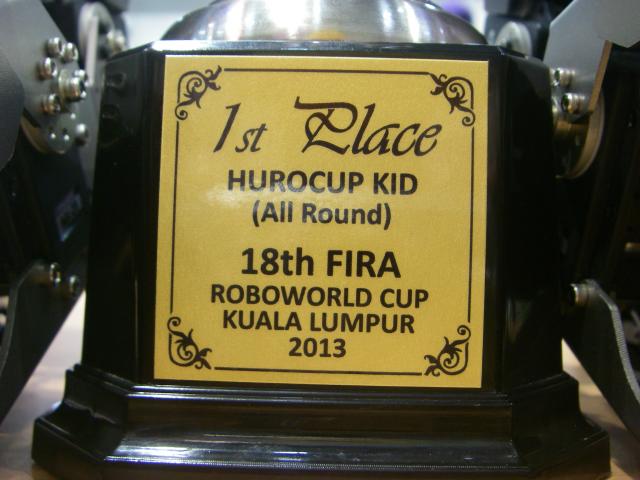 1st Place
HUROCUP KID
(All Round)
18th FIRA
ROBOWORLD CUP
KUALA LUMPUR
2013